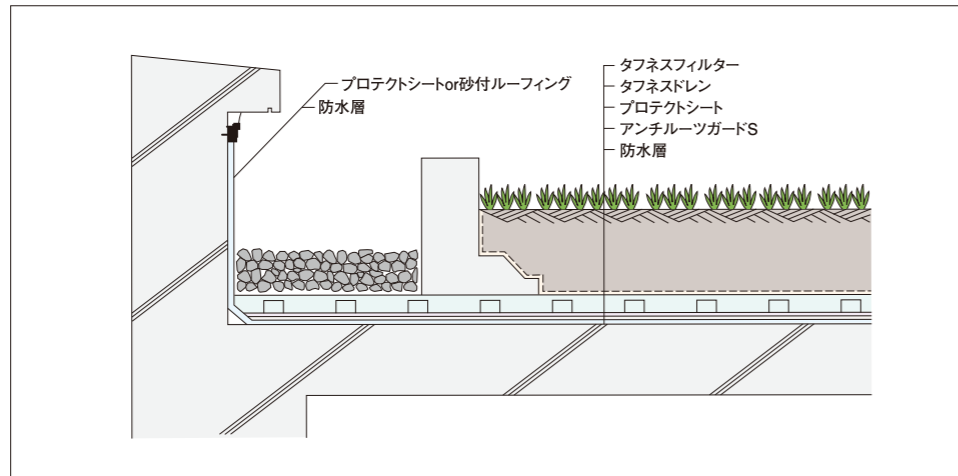 プロテクトシートor砂付ルーフィング
防水層
タフネスフィルター
タフネスドレン
プロテクトシート
アンチルーツガードS
防水層